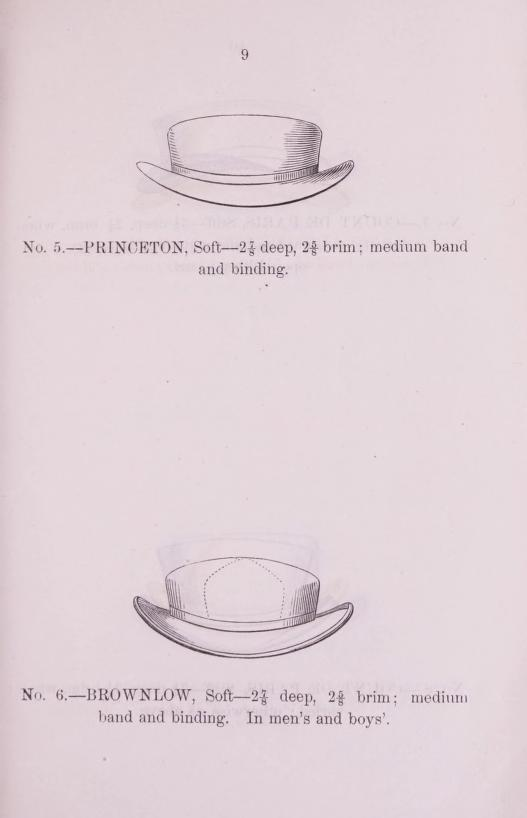 9
No. 5.—PRINCETON, Soft—2⅞ deep, 2⅝ brim; medium band
and binding.
No. 6.—BROWNLOW, Soft—2⅞ deep, 2⅝ brim; medium
band and binding. In men's and boys'.